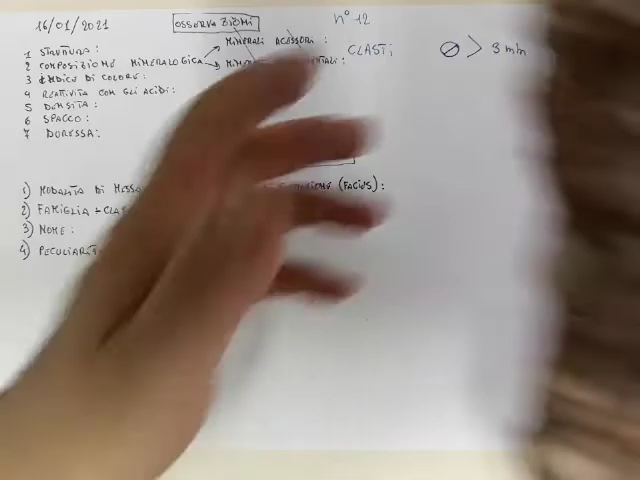 16/01/2021 OSSERVAZIONI n° 12
MINERALI ACCESSORI :
1 STRUTTURA : CLASTI ∅ > 3 mm
2 COMPOSIZIONE MINERALOGICA
3 INDICE DI COLORE :
4 REATTIVITÀ CON GLI ACIDI :
5 DENSITÀ :
6 SPACCO :
7 DUREZZA :
1) MODALITÀ DI (FACIES) :
2) FAMIGLIA
3) NOME :
4)